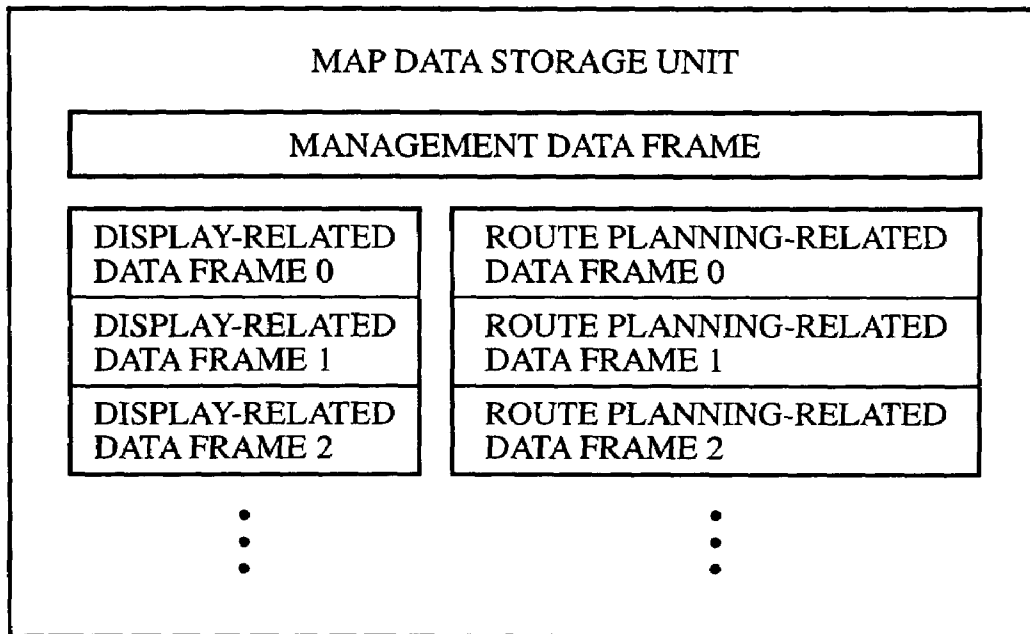 MAP DATA STORAGE UNIT
MANAGEMENT DATA FRAME
DISPLAY-RELATED
DATA FRAME 0
DISPLAY-RELATED
DATA FRAME 1
DISPLAY-RELATED
DATA FRAME 2
ROUTE PLANNING-RELATED
DATA FRAME 0
ROUTE PLANNING-RELATED
DATA FRAME 1
ROUTE PLANNING-RELATED
DATA FRAME 2